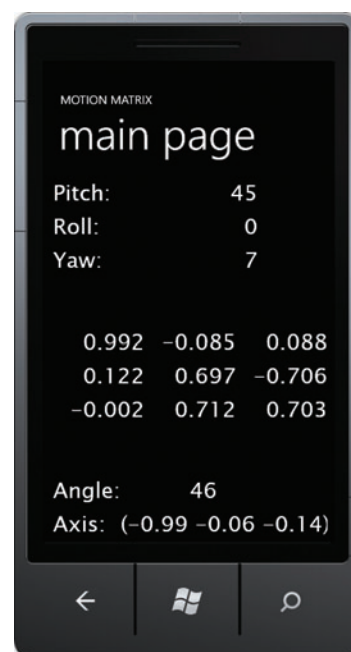 MOTION MATRIX
main page
Pitch: 45
Roll: 0
Yaw: 7
0.992 −0.085 0.088
0.122 0.697 −0.706
−0.002 0.712 0.703
Angle: 46
Axis: (−0.99 −0.06 −0.14)